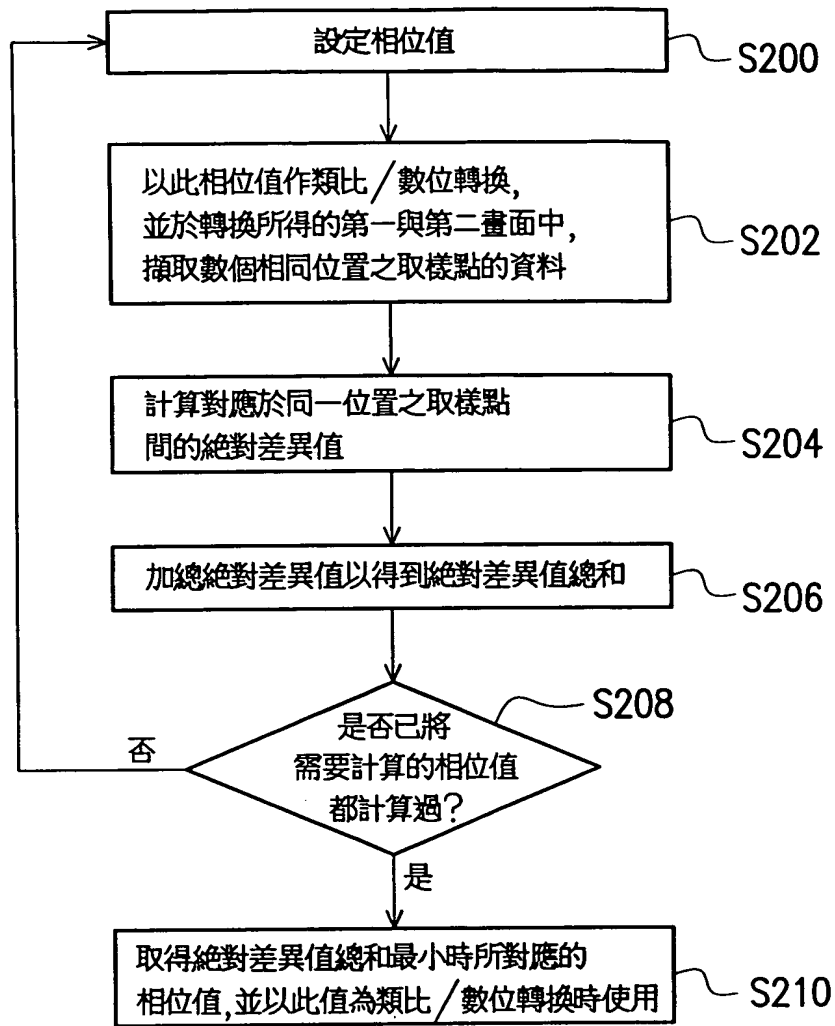 設定相位值
S200
以此相位值作類比/數位轉換,
並於轉換所得的第一與第二畫面中,
擷取數個相同位置之取樣點的資料
S202
計算對應於同一位置之取樣點
間的絕對差異值
S204
加總絕對差異值以得到絕對差異值總和
S206
是否已將
需要計算的相位值
都計算過?
S208
否
是
取得絕對差異值總和最小時所對應的
相位值,並以此值為類比/數位轉換時使用
S210